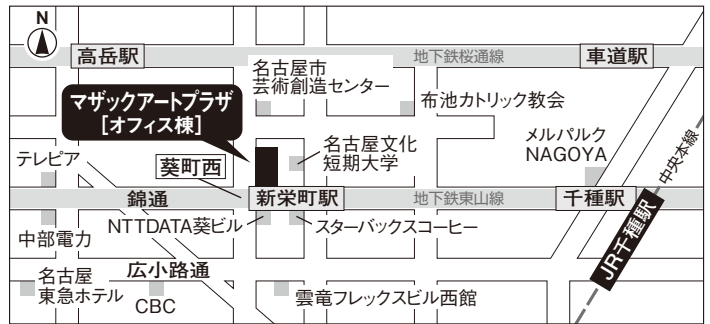 N
高岳駅
地下鉄桜通線
車道駅
名古屋市
芸術創造センター
マザックアートプラザ
[オフィス棟]
布池カトリック教会
メルパルク
NAGOYA
中央本線
テレピア
葵町西
名古屋文化
短期大学
錦通
新栄町駅
地下鉄東山線
千種駅
JR千種駅
中部電力
NTTDATA葵ビル
スターバックスコーヒー
広小路通
名古屋
東急ホテル
CBC
雲竜フレックスビル西館